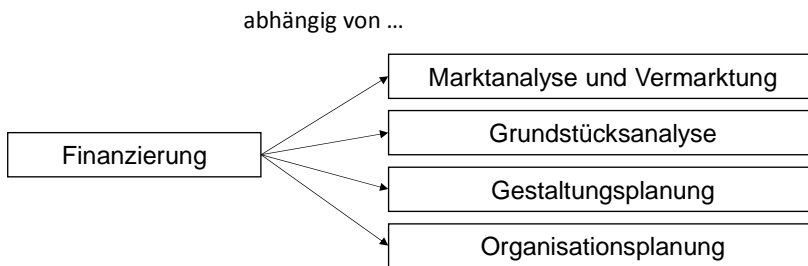 abhängig von ...
Marktanalyse und Vermarktung
Finanzierung
Grundstücksanalyse
Gestaltungsplanung
Organisationsplanung